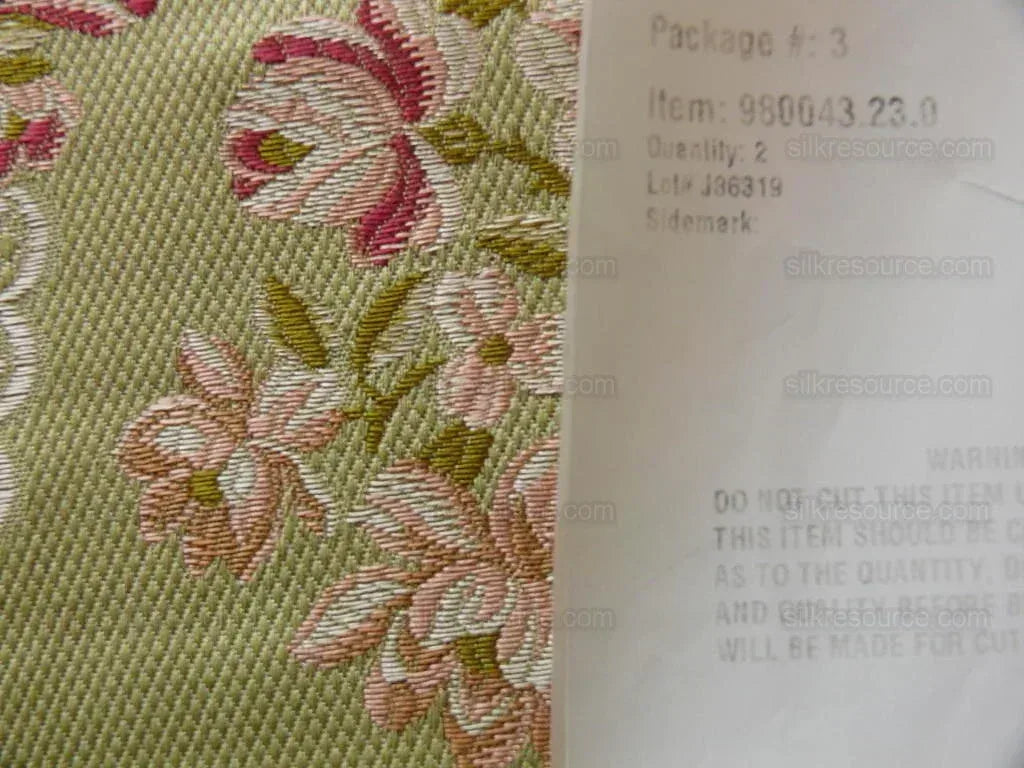 Package #: 3
Item: 980043.23.0
Quantity: 2
Lot# J36319
Sidemark:
silkresource.com
silkresource.com
silkresource.com
silkresource.com
silkresource.com
WARNIN
DO NOT CUT THIS ITEM U
THIS ITEM SHOULD BE C
AS TO THE QUANTITY, D
AND QUALITY BEFORE B
WILL BE MADE FOR CUT